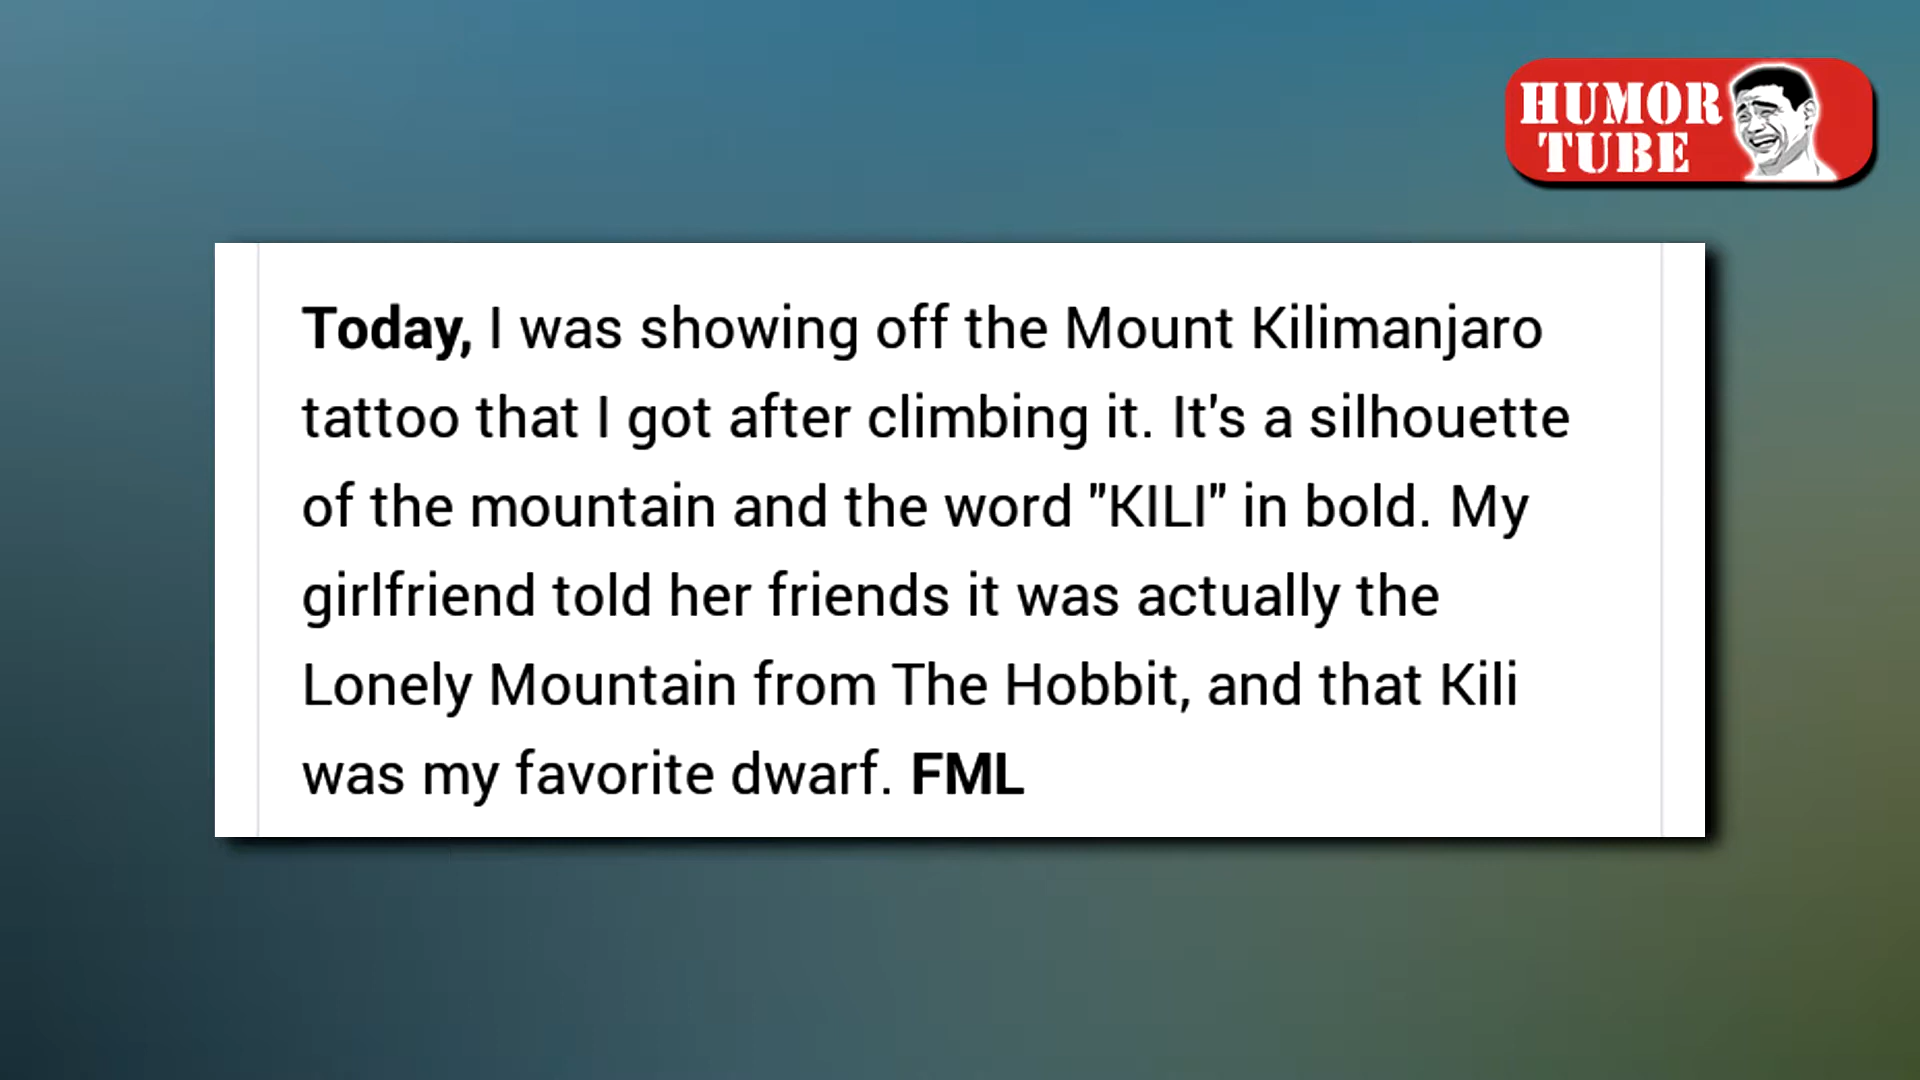 HUMOR
TUBE
Today, I was showing off the Mount Kilimanjaro
tattoo that I got after climbing it. It's a silhouette
of the mountain and the word "KILI" in bold. My
girlfriend told her friends it was actually the
Lonely Mountain from The Hobbit, and that Kili
was my favorite dwarf. FML